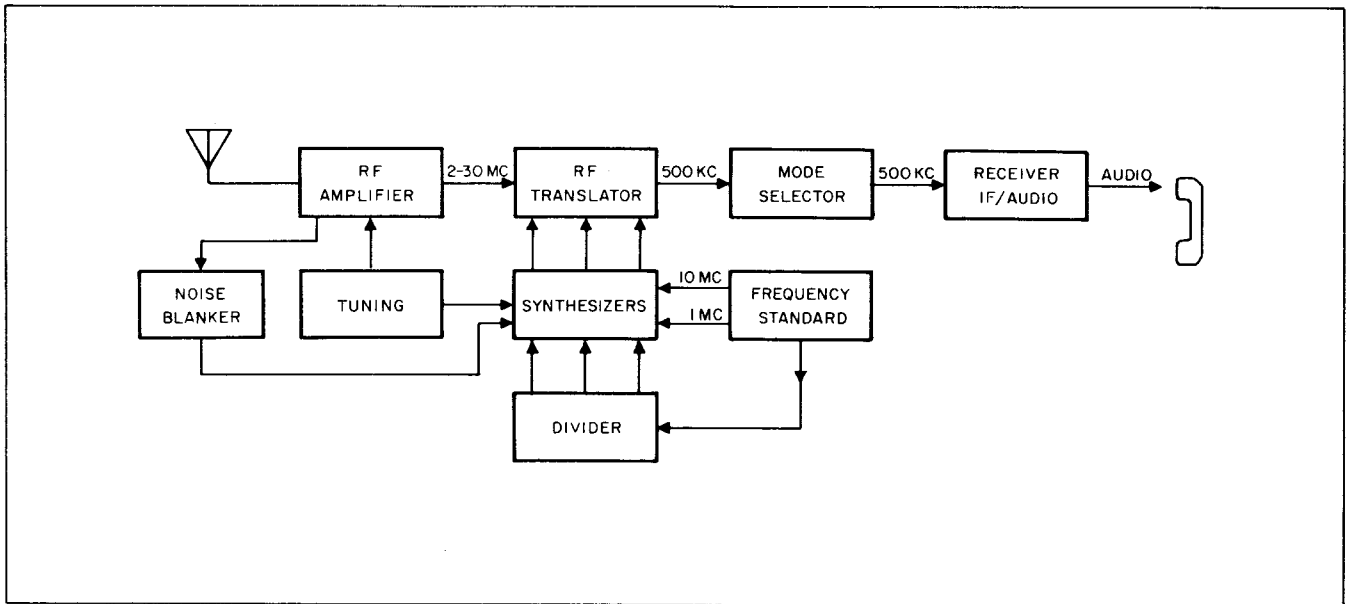 RF
AMPLIFIER
2-30 MC
RF
TRANSLATOR
500 KC
MODE
SELECTOR
500 KC
RECEIVER
IF/AUDIO
AUDIO
NOISE
BLANKER
TUNING
SYNTHESIZERS
10 MC
1 MC
FREQUENCY
STANDARD
DIVIDER